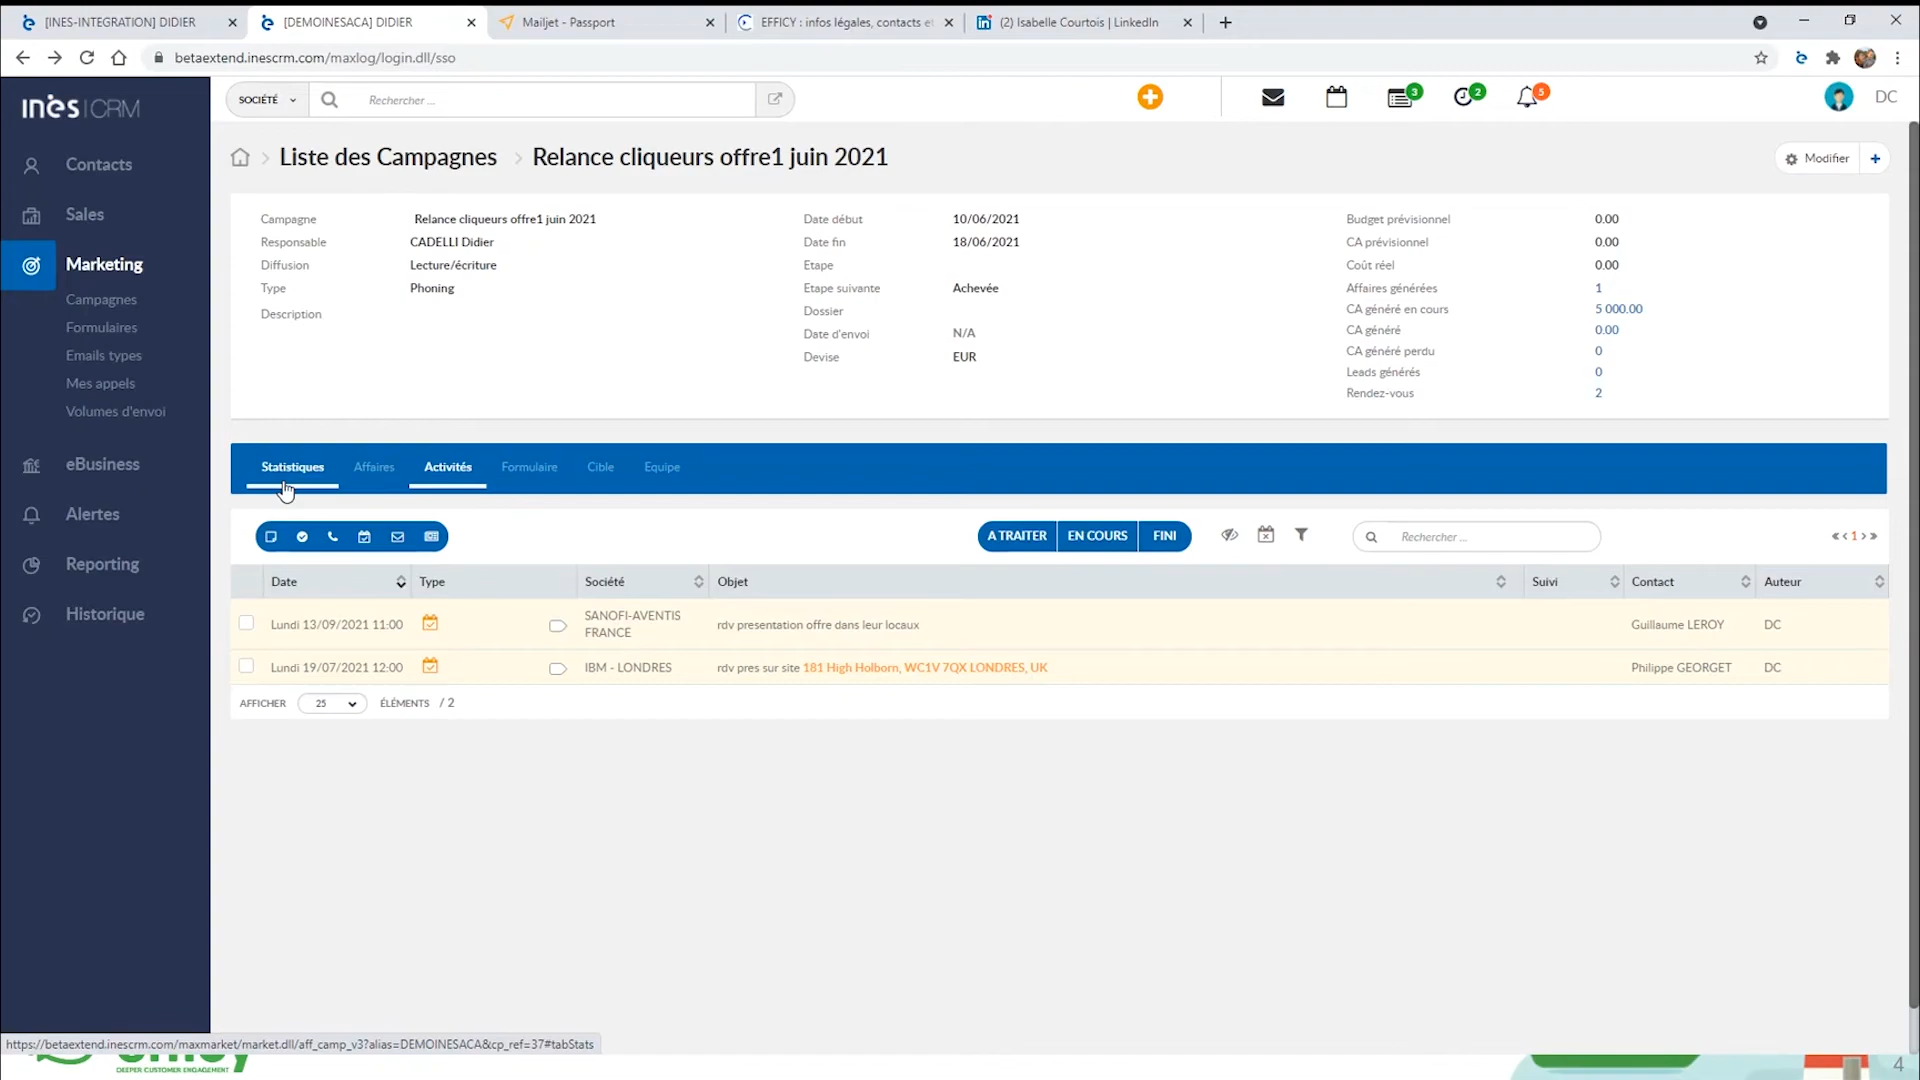 [INES-INTEGRATION] DIDIER
[DEMOINESACA] DIDIER
Mailjet - Passport
EFFICY : infos légales, contacts et
(2) Isabelle Courtois | LinkedIn
betaextend.inescrm.com/maxlog/login.dll/sso
inès|CRM
SOCIÉTÉ
Rechercher ...
3
2
5
DC
Contacts
Sales
Marketing
Campagnes
Formulaires
Emails types
Mes appels
Volumes d'envoi
eBusiness
Alertes
Reporting
Historique
Liste des Campagnes > Relance cliqueurs offre1 juin 2021
Modifier
Campagne Relance cliqueurs offre1 juin 2021
Responsable CADELLI Didier
Diffusion Lecture/écriture
Type Phoning
Description
Date début 10/06/2021
Date fin 18/06/2021
Etape
Etape suivante Achevée
Dossier
Date d'envoi N/A
Devise EUR
Budget prévisionnel 0.00
CA prévisionnel 0.00
Coût réel 0.00
Affaires générées 1
CA généré en cours 5 000.00
CA généré 0.00
CA généré perdu 0
Leads générés 0
Rendez-vous 2
Statistiques Affaires Activités Formulaire Cible Equipe
A TRAITER EN COURS FINI
Rechercher ...
« < 1 > »
Date Type Société Objet Suivi Contact Auteur
Lundi 13/09/2021 11:00 SANOFI-AVENTIS FRANCE rdv presentation offre dans leur locaux Guillaume LEROY DC
Lundi 19/07/2021 12:00 IBM - LONDRES rdv pres sur site 181 High Holborn, WC1V 7QX LONDRES, UK Philippe GEORGET DC
AFFICHER 25 ÉLÉMENTS / 2
https://betaextend.inescrm.com/maxmarket/market.dll/aff_camp_v3?alias=DEMOINESACA&cp_ref=37#tabStats
DEEPER CUSTOMER ENGAGEMENT
4